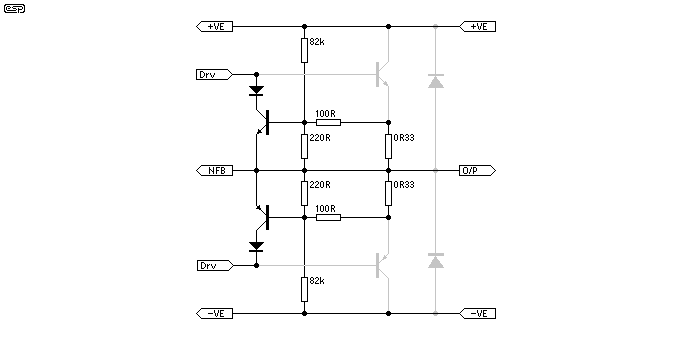 esp
+VE
+VE
82k
Drv
100R
220R
0R33
NFB
O/P
220R
0R33
100R
Drv
82k
-VE
-VE